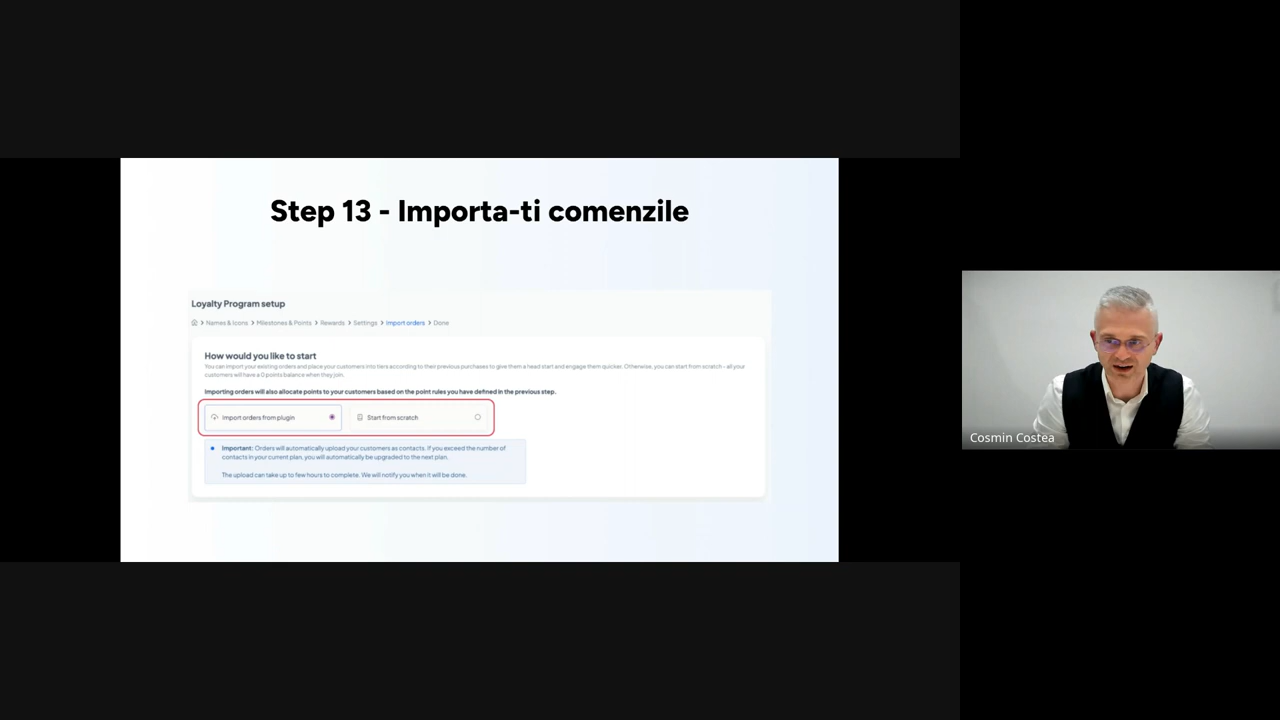 Step 13 - Importa-ti comenzile
Loyalty Program setup
Names & Icons > Milestones & Points > Rewards > Settings > Import orders > Done
How would you like to start
You can import your existing orders and place your customers into tiers according to their previous purchases to give them a head start and engage them quicker. Otherwise, you can start from scratch - all your
customers will have a 0 points balance when they join.
Importing orders will also allocate points to your customers based on the point rules you have defined in the previous step.
Import orders from plugin
Start from scratch
Important: Orders will automatically upload your customers as contacts. If you exceed the number of
contacts in your current plan, you will automatically be upgraded to the next plan.
The upload can take up to few hours to complete. We will notify you when it will be done.
Cosmin Costea